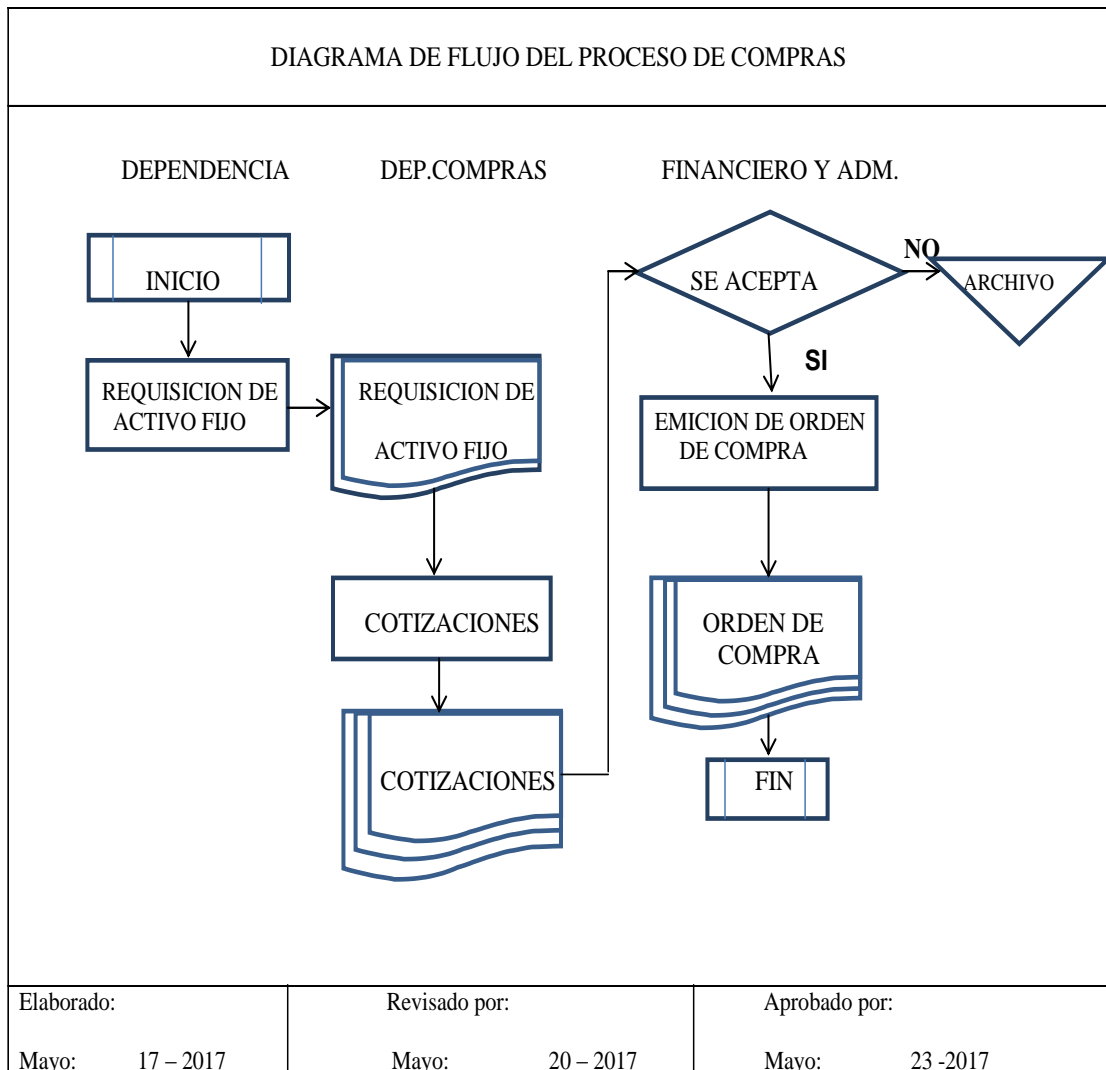 DIAGRAMA DE FLUJO DEL PROCESO DE COMPRAS
DEPENDENCIA
DEP.COMPRAS
FINANCIERO Y ADM.
INICIO
REQUISICION DE
ACTIVO FIJO
REQUISICION DE
ACTIVO FIJO
COTIZACIONES
COTIZACIONES
SE ACEPTA
NO
ARCHIVO
SI
EMICION DE ORDEN
DE COMPRA
ORDEN DE
COMPRA
FIN
Elaborado:
Mayo: 17 – 2017
Revisado por:
Mayo: 20 – 2017
Aprobado por:
Mayo: 23 -2017